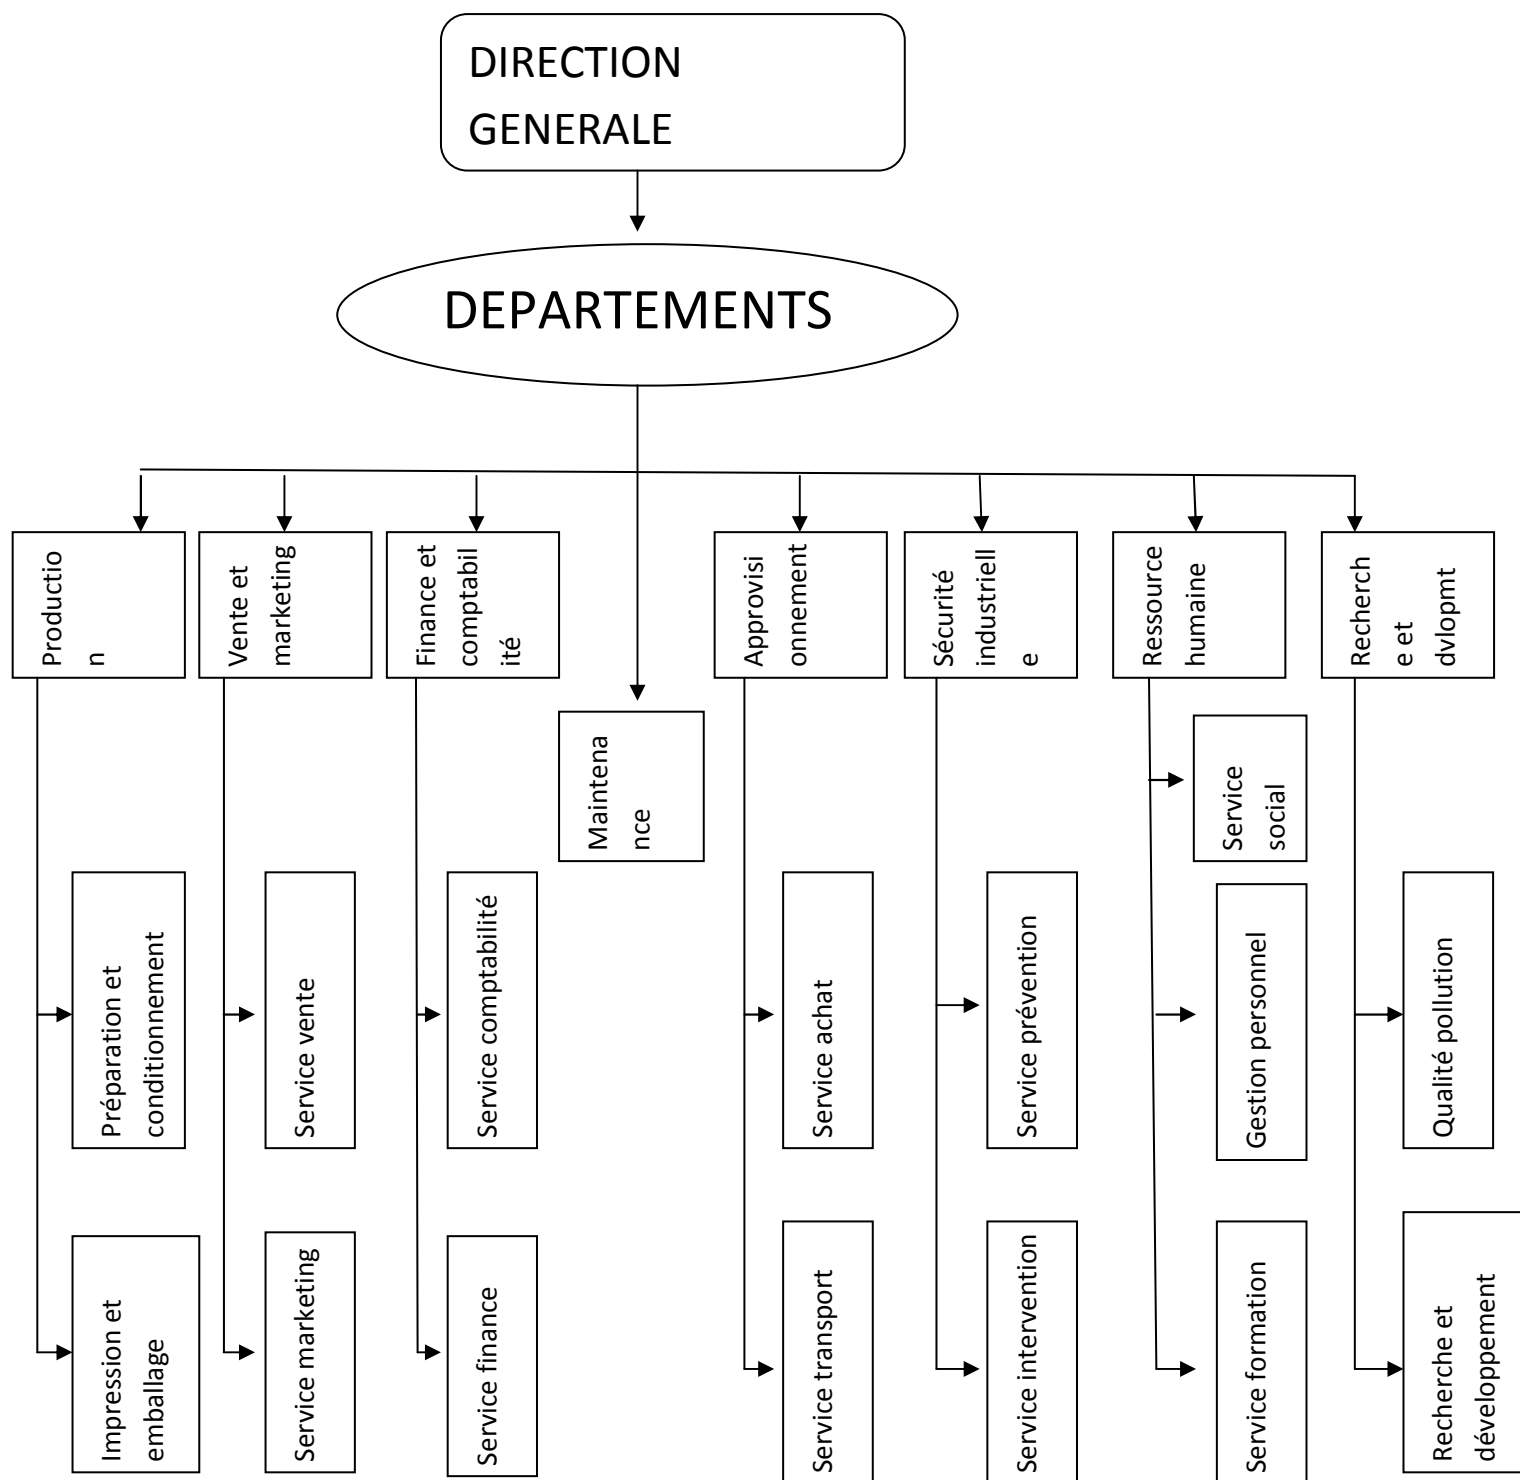 DIRECTION
GENERALE
DEPARTEMENTS
Productio
n
Vente et
marketing
Finance et
comptabil
ité
Maintena
nce
Approvisi
onnement
Sécurité
industriell
e
Ressource
humaine
Recherch
e et
dvlopmt
Service
social
Préparation et
conditionnement
Service vente
Service comptabilité
Service achat
Service prévention
Gestion personnel
Qualité pollution
Impression et
emballage
Service marketing
Service finance
Service transport
Service intervention
Service formation
Recherche et
développement